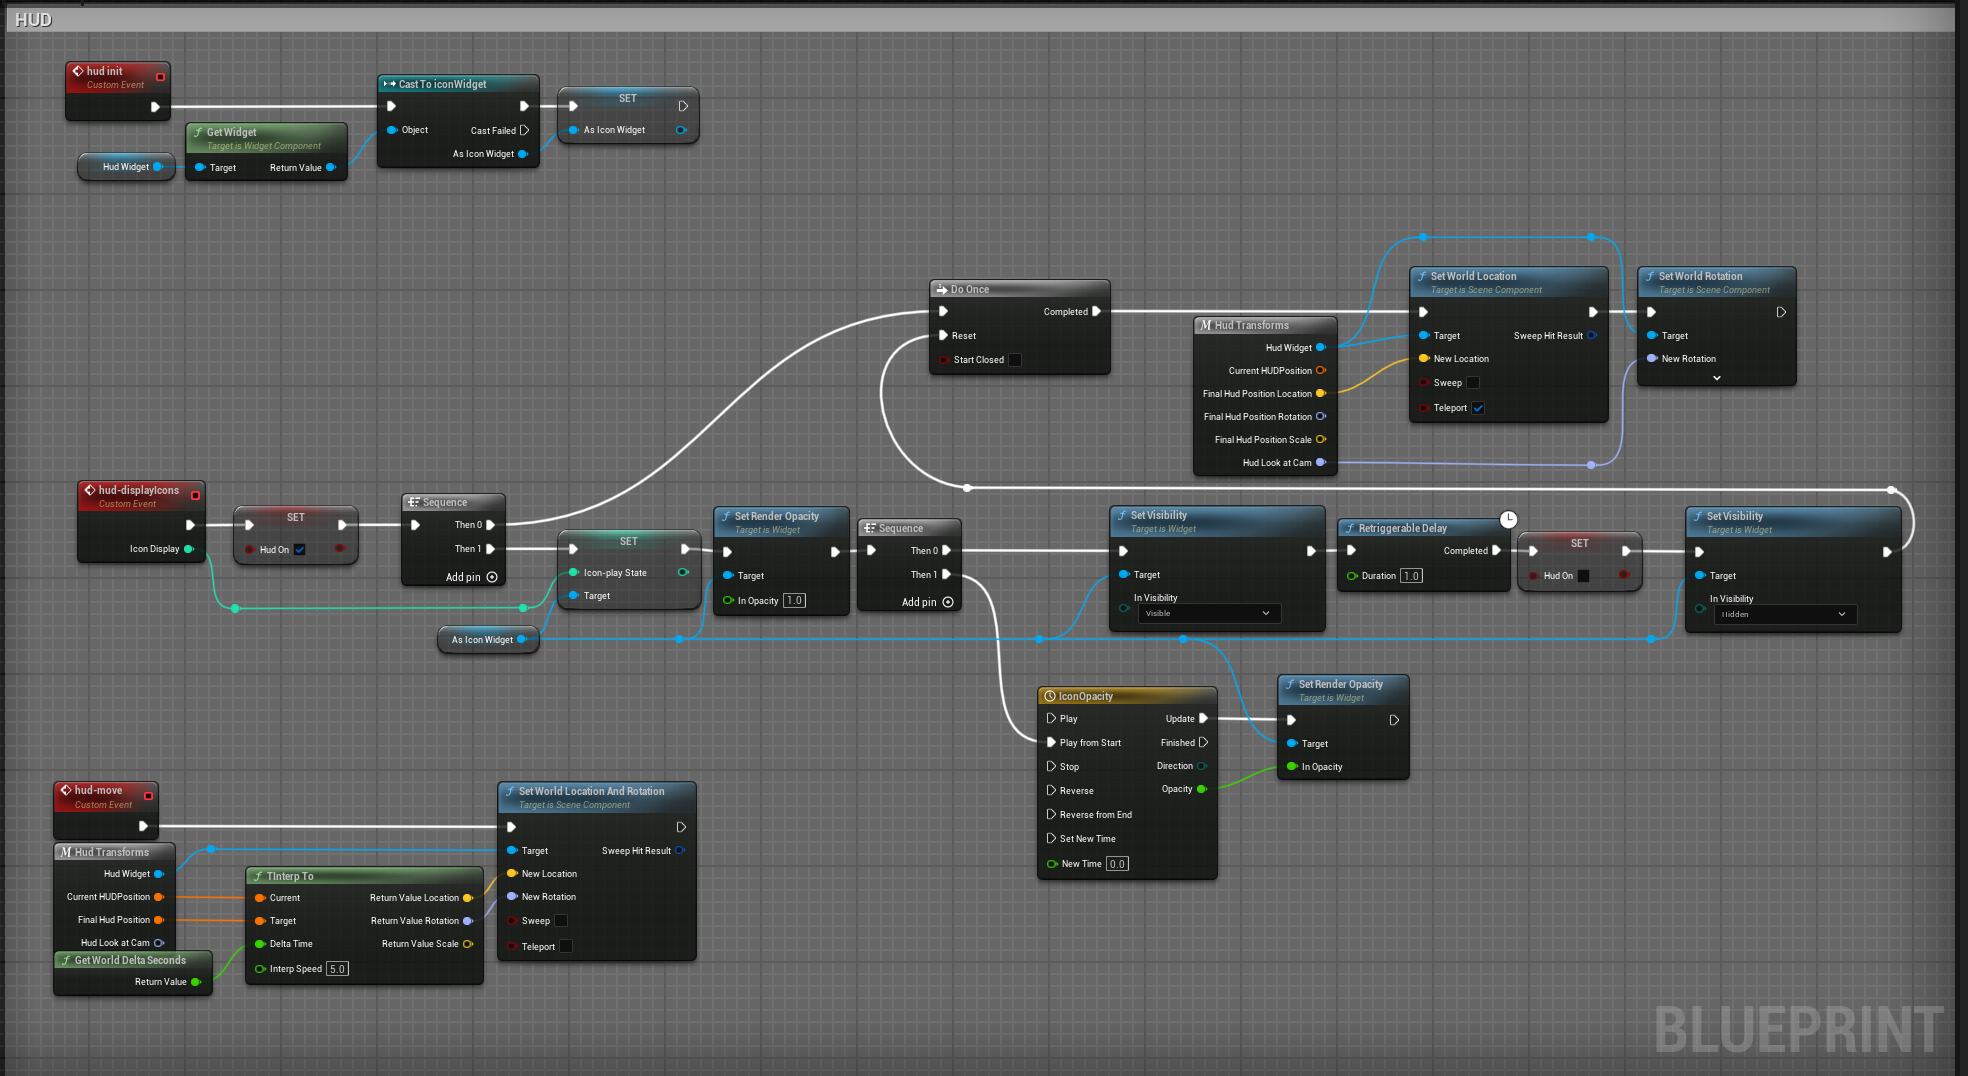 HUD
hud init
Custom Event
Get Widget
Target is Widget Component
Target
Return Value
Hud Widget
Cast To iconWidget
Object
Cast Failed
As Icon Widget
SET
As Icon Widget
Do Once
Completed
Reset
Start Closed
Hud Transforms
Hud Widget
Current HUDPosition
Final Hud Position Location
Final Hud Position Rotation
Final Hud Position Scale
Hud Look at Cam
Set World Location
Target is Scene Component
Target
Sweep Hit Result
New Location
Sweep
Teleport
Set World Rotation
Target is Scene Component
Target
New Rotation
hud-displayIcons
Custom Event
Icon Display
SET
Hud On
Sequence
Then 0
Then 1
Add pin
SET
Icon-play State
Target
As Icon Widget
Set Render Opacity
Target is Widget
Target
In Opacity 1.0
Sequence
Then 0
Then 1
Add pin
Set Visibility
Target is Widget
Target
In Visibility
Visible
Retriggerable Delay
Completed
Duration 1.0
SET
Hud On
Set Visibility
Target is Widget
Target
In Visibility
Hidden
IconOpacity
Play
Update
Play from Start
Finished
Stop
Direction
Reverse
Opacity
Reverse from End
Set New Time
New Time 0.0
Set Render Opacity
Target is Widget
Target
In Opacity
hud-move
Custom Event
Hud Transforms
Hud Widget
Current HUDPosition
Final Hud Position
Hud Look at Cam
Get World Delta Seconds
Return Value
TInterp To
Current
Return Value Location
Target
Return Value Rotation
Delta Time
Return Value Scale
Interp Speed 5.0
Set World Location And Rotation
Target is Scene Component
Target
Sweep Hit Result
New Location
New Rotation
Sweep
Teleport
BLUEPRINT